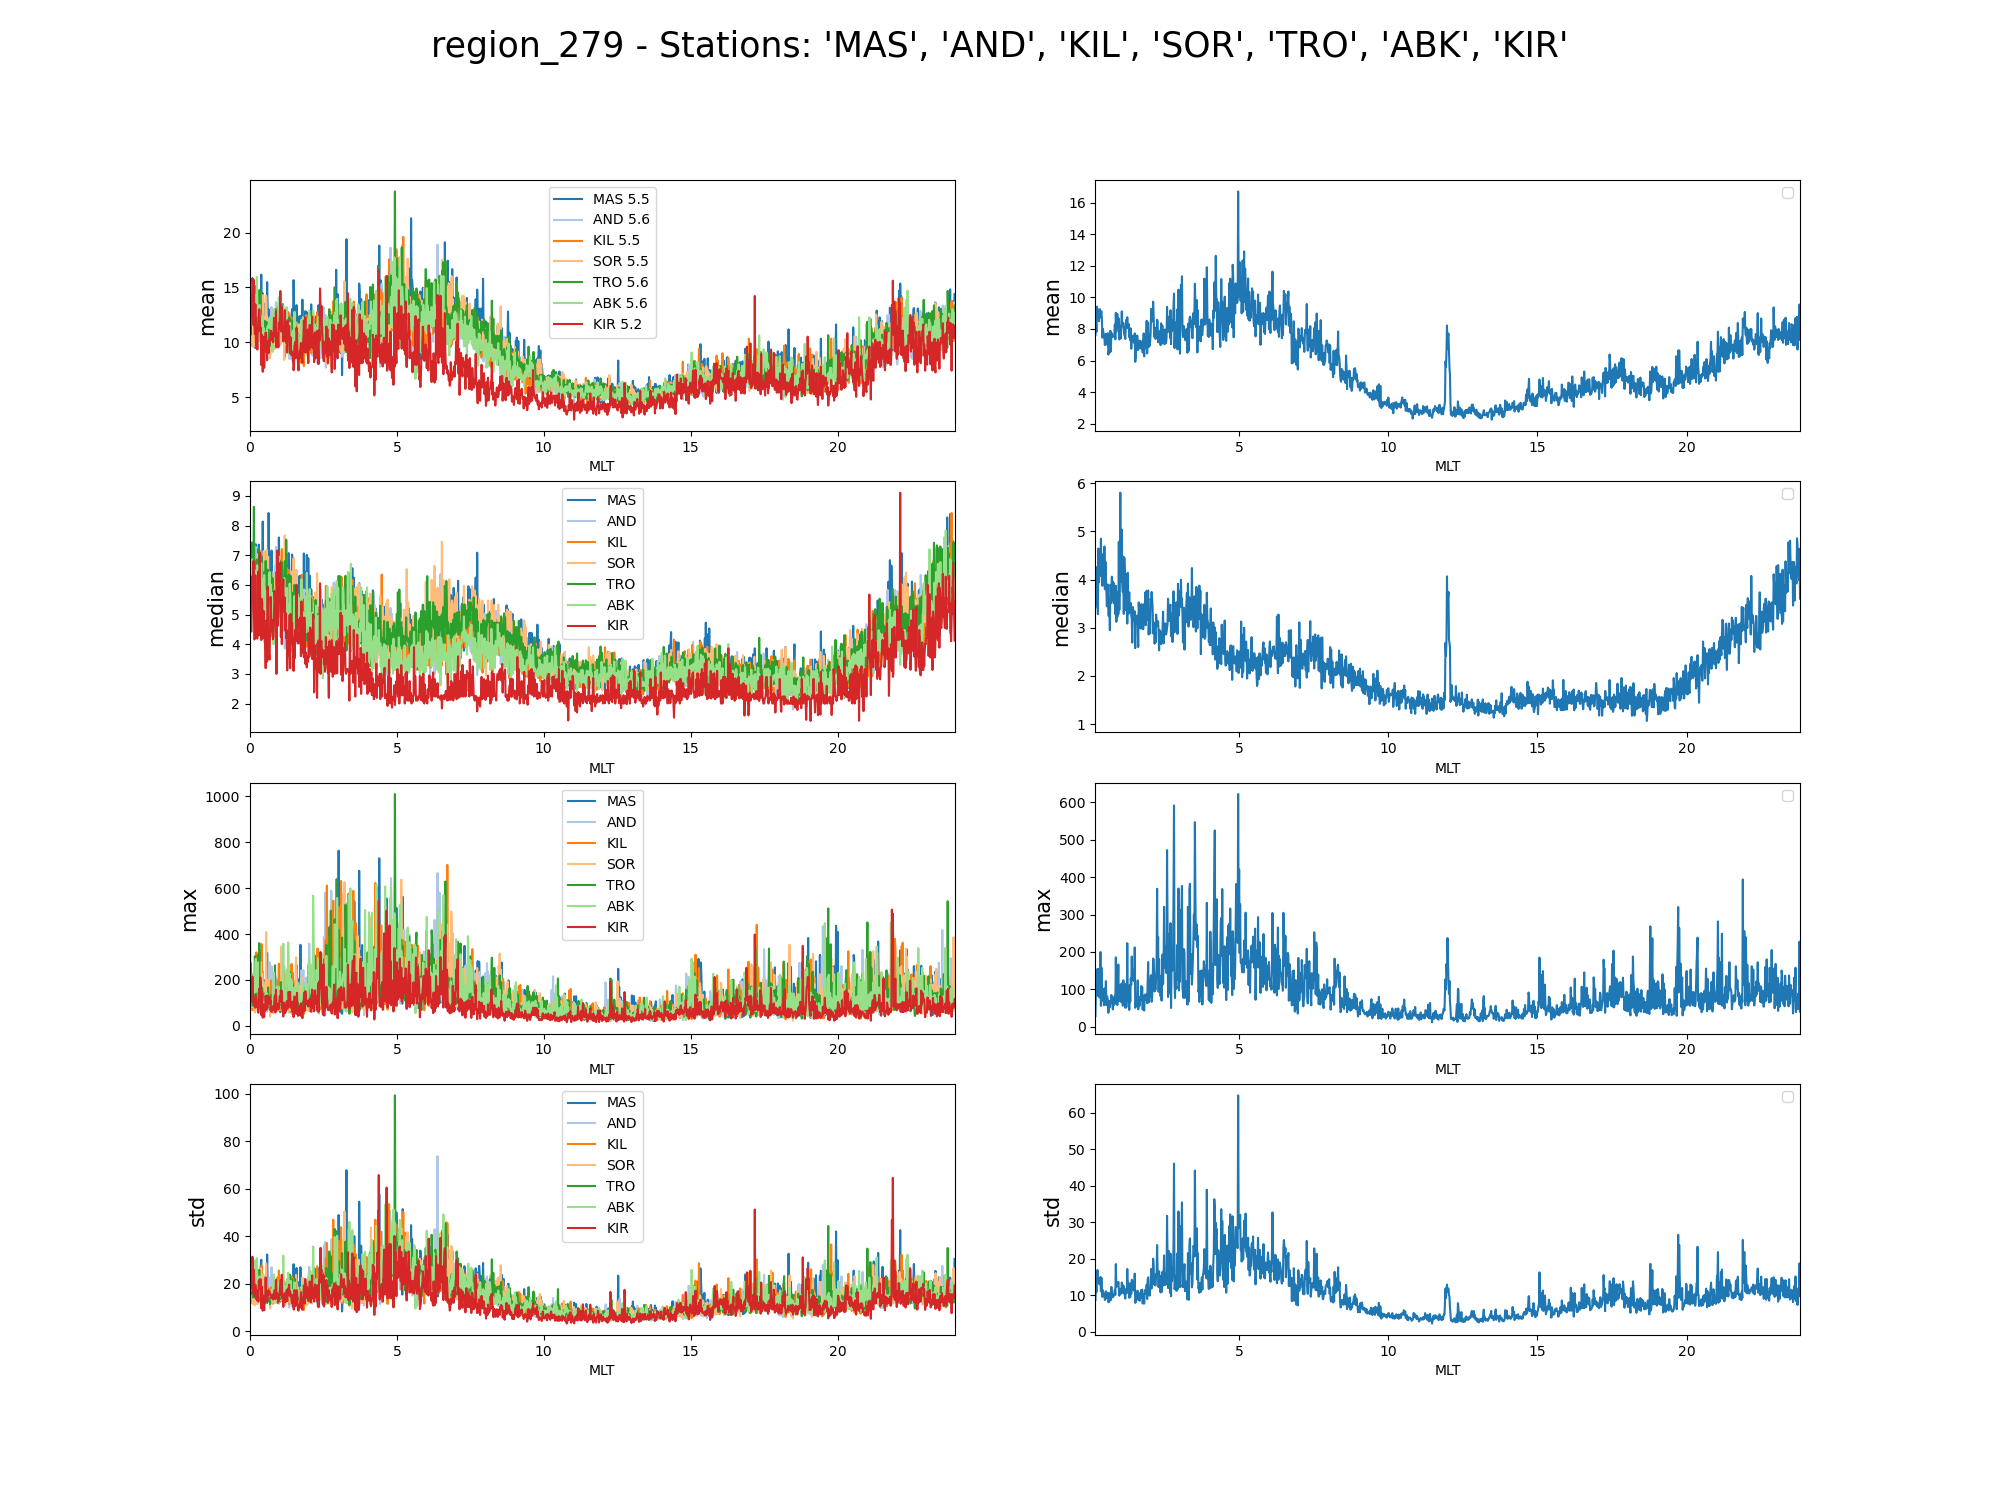 region_279 - Stations: 'MAS', 'AND', 'KIL', 'SOR', 'TRO', 'ABK', 'KIR'
mean
20
15
10
5
MAS 5.5
AND 5.6
KIL 5.5
SOR 5.5
TRO 5.6
ABK 5.6
KIR 5.2
0 5 10 15 20
MLT
mean
16
14
12
10
8
6
4
2
5 10 15 20
MLT
median
9
8
7
6
5
4
3
2
MAS
AND
KIL
SOR
TRO
ABK
KIR
0 5 10 15 20
MLT
median
6
5
4
3
2
1
5 10 15 20
MLT
max
1000
800
600
400
200
0
MAS
AND
KIL
SOR
TRO
ABK
KIR
0 5 10 15 20
MLT
max
600
500
400
300
200
100
0
5 10 15 20
MLT
std
100
80
60
40
20
0
MAS
AND
KIL
SOR
TRO
ABK
KIR
0 5 10 15 20
MLT
std
60
50
40
30
20
10
0
5 10 15 20
MLT